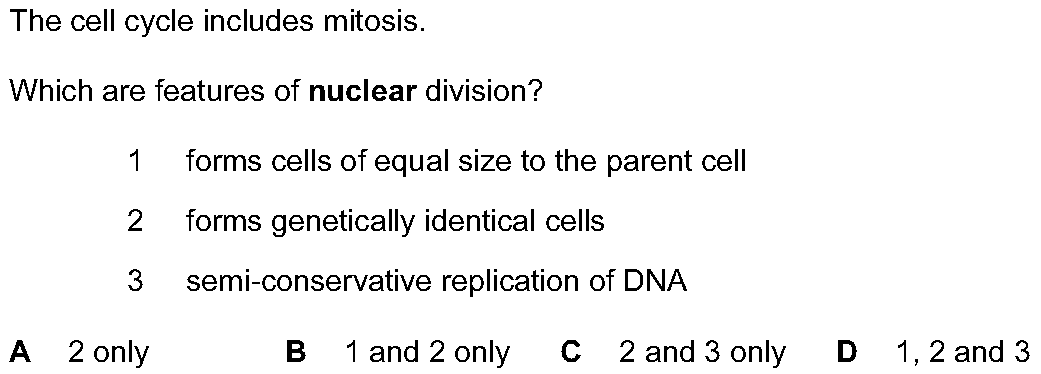 The cell cycle includes mitosis.
Which are features of nuclear division?
1 forms cells of equal size to the parent cell
2 forms genetically identical cells
3 semi-conservative replication of DNA
A 2 only B 1 and 2 only C 2 and 3 only D 1, 2 and 3